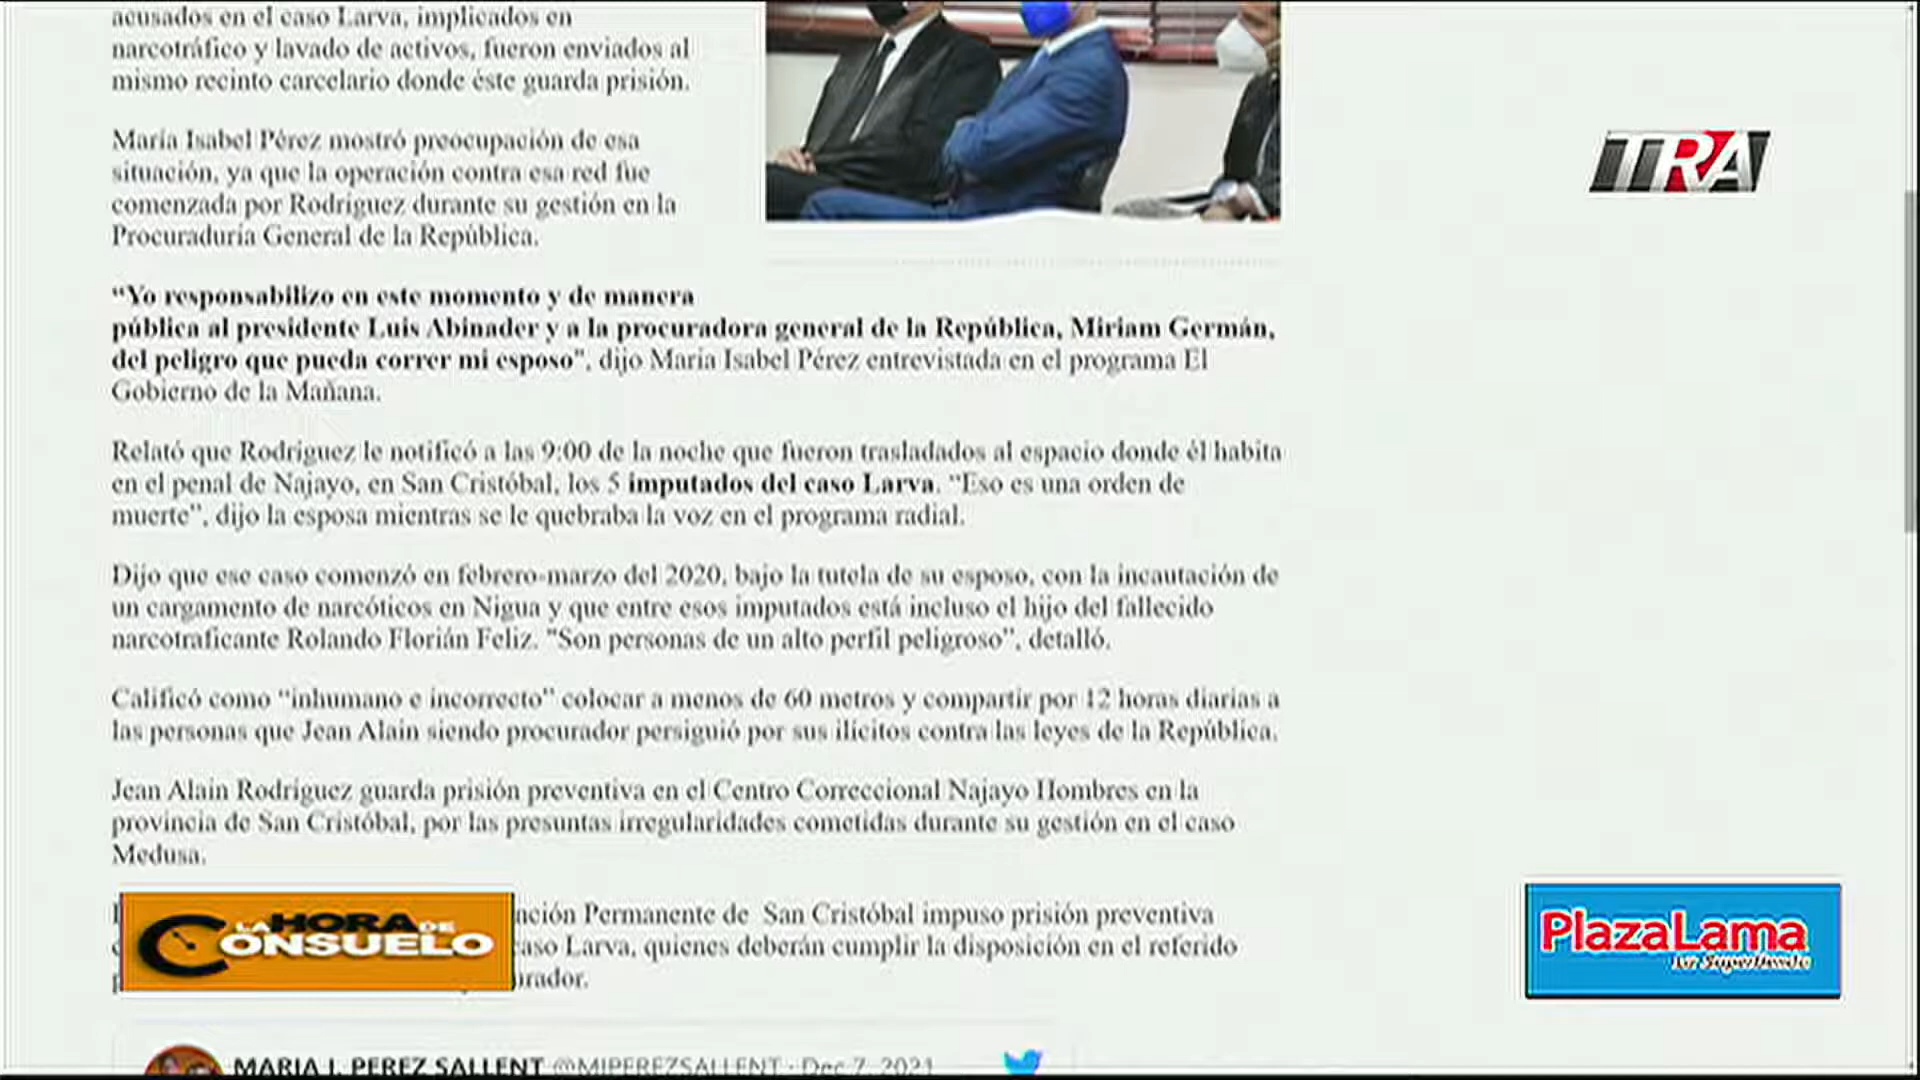 acusados en el caso Larva, implicados en
narcotráfico y lavado de activos, fueron enviados al
mismo recinto carcelario donde éste guarda prisión.
María Isabel Pérez mostró preocupación de esa
situación, ya que la operación contra esa red fue
comenzada por Rodríguez durante su gestión en la
Procuraduría General de la República.
TRA
“Yo responsabilizo en este momento y de manera
pública al presidente Luis Abinader y a la procuradora general de la República, Miriam Germán,
del peligro que pueda correr mi esposo”, dijo María Isabel Pérez entrevistada en el programa El
Gobierno de la Mañana.
Relató que Rodríguez le notificó a las 9:00 de la noche que fueron trasladados al espacio donde él habita
en el penal de Najayo, en San Cristóbal, los 5 imputados del caso Larva. “Eso es una orden de
muerte”, dijo la esposa mientras se le quebraba la voz en el programa radial.
Dijo que ese caso comenzó en febrero-marzo del 2020, bajo la tutela de su esposo, con la incautación de
un cargamento de narcóticos en Nigua y que entre esos imputados está incluso el hijo del fallecido
narcotraficante Rolando Florián Feliz. "Son personas de un alto perfil peligroso”, detalló.
Calificó como “inhumano e incorrecto” colocar a menos de 60 metros y compartir por 12 horas diarias a
las personas que Jean Alain siendo procurador persiguió por sus ilícitos contra las leyes de la República.
Jean Alain Rodríguez guarda prisión preventiva en el Centro Correccional Najayo Hombres en la
provincia de San Cristóbal, por las presuntas irregularidades cometidas durante su gestión en el caso
Medusa.
nción Permanente de San Cristóbal impuso prisión preventiva
aso Larva, quienes deberán cumplir la disposición en el referido
urador.
LA HORA DE
CONSUELO
PlazaLama
La SuperTienda
MARIA I. PEREZ SALLENT @MIPEREZSALLENT · Dec 7, 2021